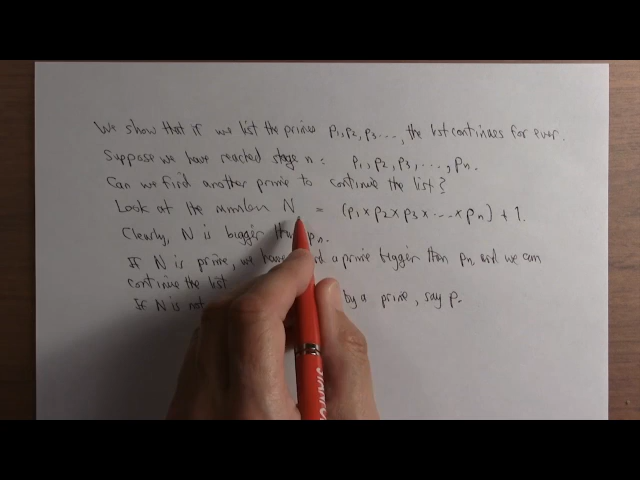 We show that if we list the primes p₁, p₂, p₃ ..., the list continues for ever.
Suppose we have reached stage n: p₁, p₂, p₃, ..., pₙ.
Can we find another prime to continue the list?
Look at the number N = (p₁ × p₂ × p₃ × ... × pₙ) + 1.
Clearly, N is bigger than pₙ.
If N is prime, we have a prime bigger than pₙ and we can
continue the list
If N is not by a prime, say p.